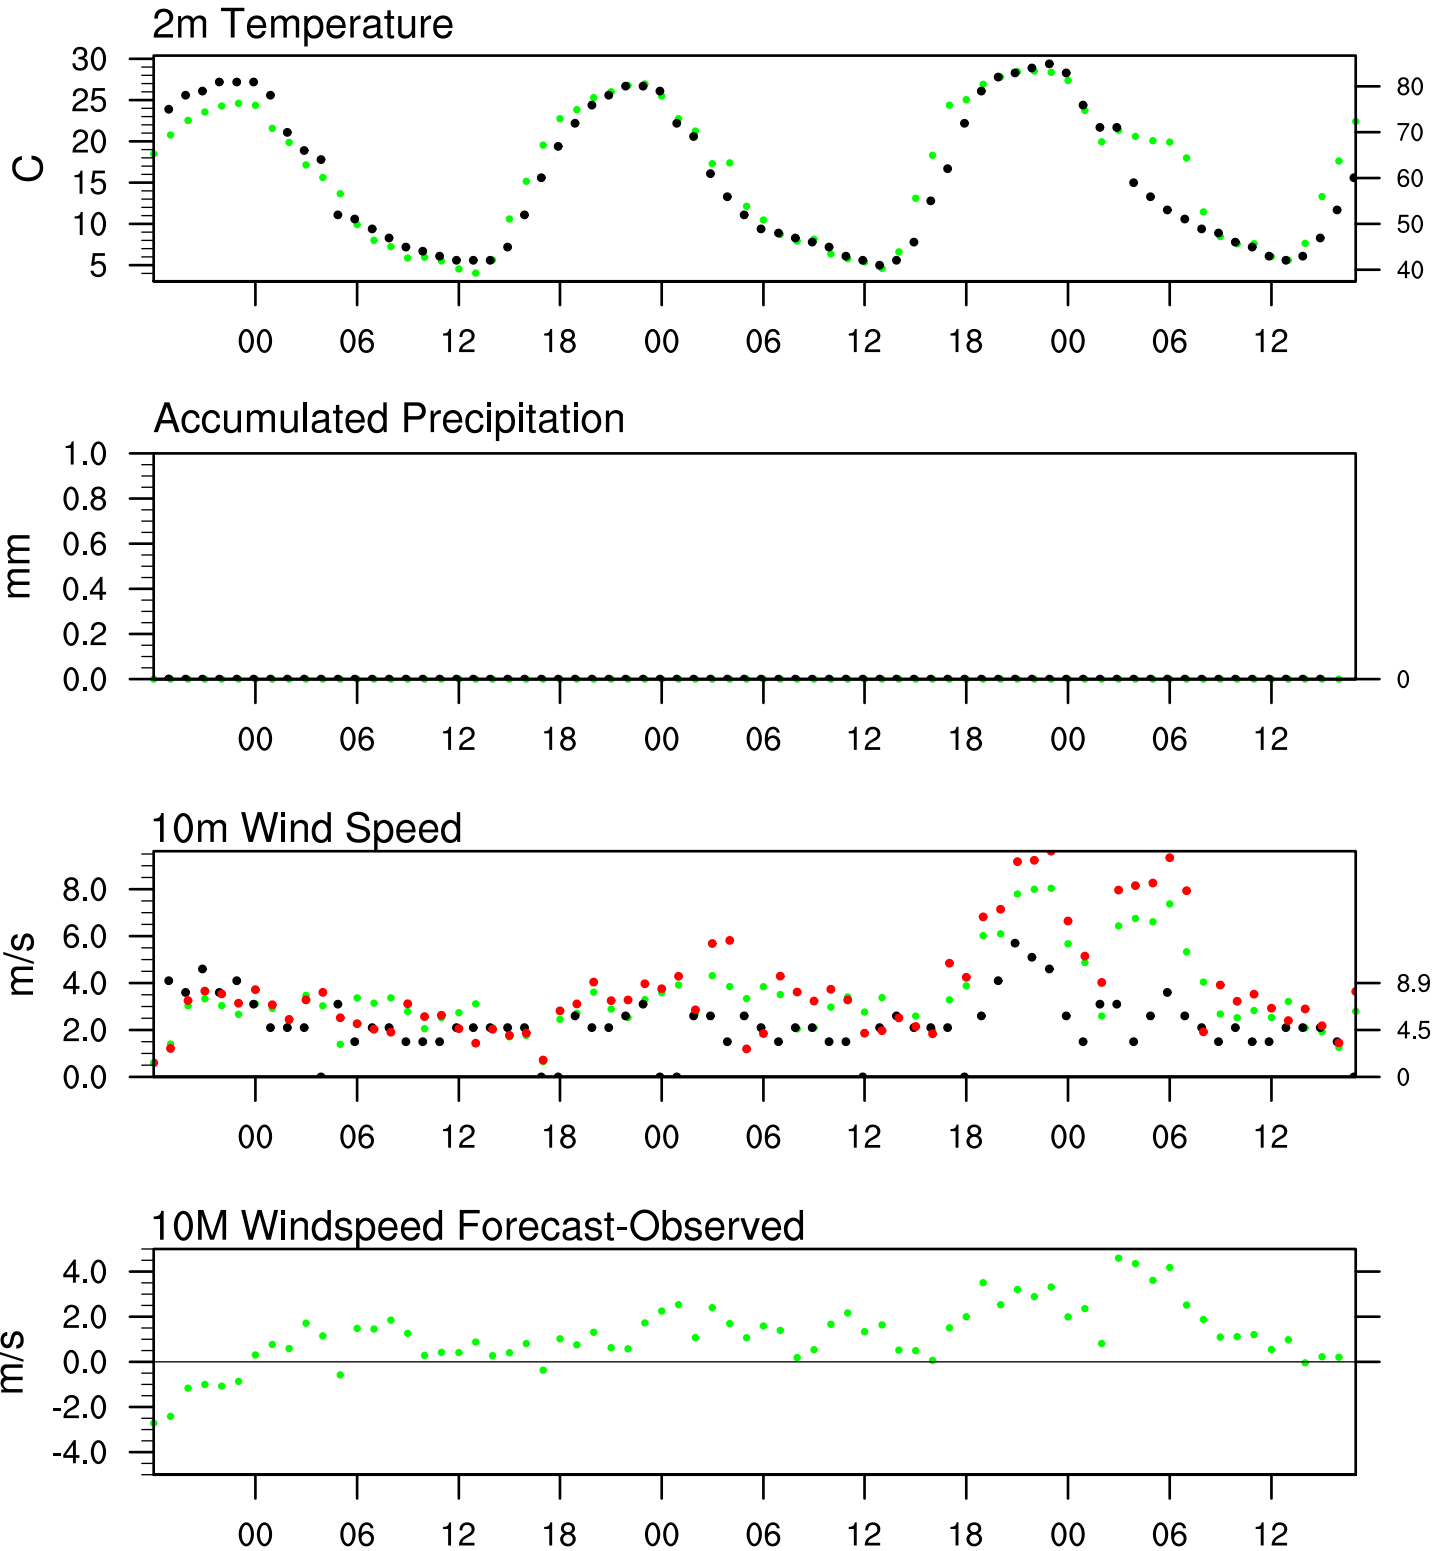 2m Temperature
30
25
20
15
10
5
C
80
70
60
50
40
00 06 12 18 00 06 12 18 00 06 12
Accumulated Precipitation
1.0
0.8
0.6
0.4
0.2
0.0
mm
0
00 06 12 18 00 06 12 18 00 06 12
10m Wind Speed
8.0
6.0
4.0
2.0
0.0
m/s
8.9
4.5
0
00 06 12 18 00 06 12 18 00 06 12
10M Windspeed Forecast-Observed
4.0
2.0
0.0
-2.0
-4.0
m/s
00 06 12 18 00 06 12 18 00 06 12